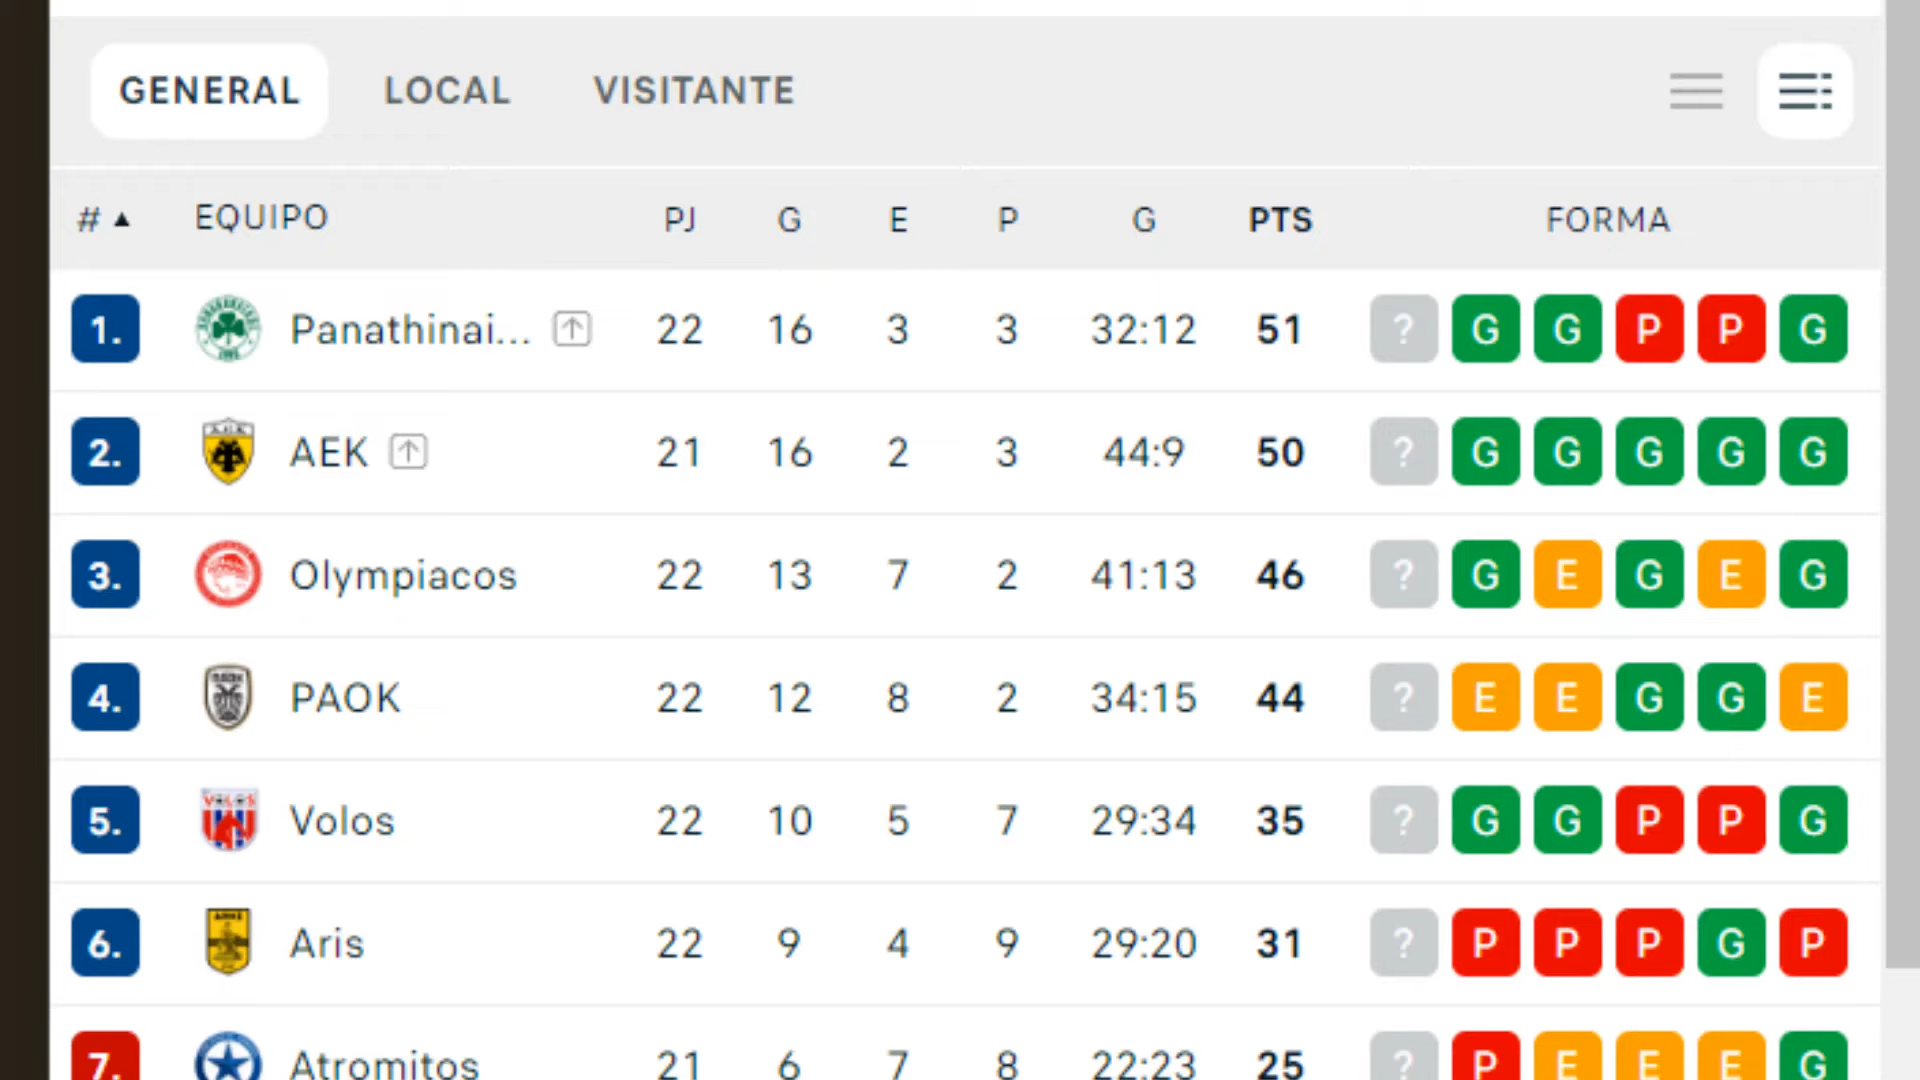 GENERAL LOCAL VISITANTE
# ▲ EQUIPO PJ G E P G PTS FORMA
1. Panathinai... 22 16 3 3 32:12 51 ? G G P P G
2. AEK 21 16 2 3 44:9 50 ? G G G G G
3. Olympiacos 22 13 7 2 41:13 46 ? G E G E G
4. PAOK 22 12 8 2 34:15 44 ? E E G G E
5. Volos 22 10 5 7 29:34 35 ? G G P P G
6. Aris 22 9 4 9 29:20 31 ? P P P G P
7. Atromitos 21 6 7 8 22:23 25 ? P E E E G